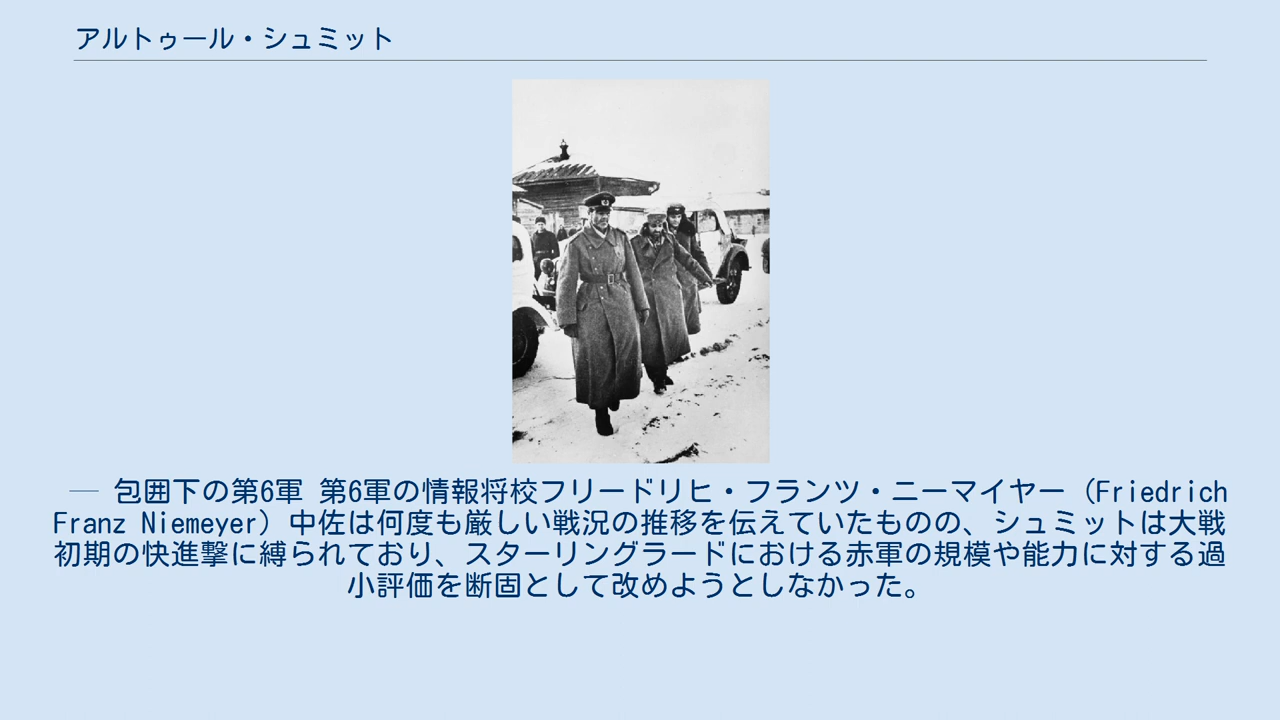 アルトゥール・シュミット
― 包囲下の第6軍 第6軍の情報将校フリードリヒ・フランツ・ニーマイヤー（Friedrich
Franz Niemeyer）中佐は何度も厳しい戦況の推移を伝えていたものの、シュミットは大戦
初期の快進撃に縛られており、スターリングラードにおける赤軍の規模や能力に対する過
小評価を断固として改めようとしなかった。